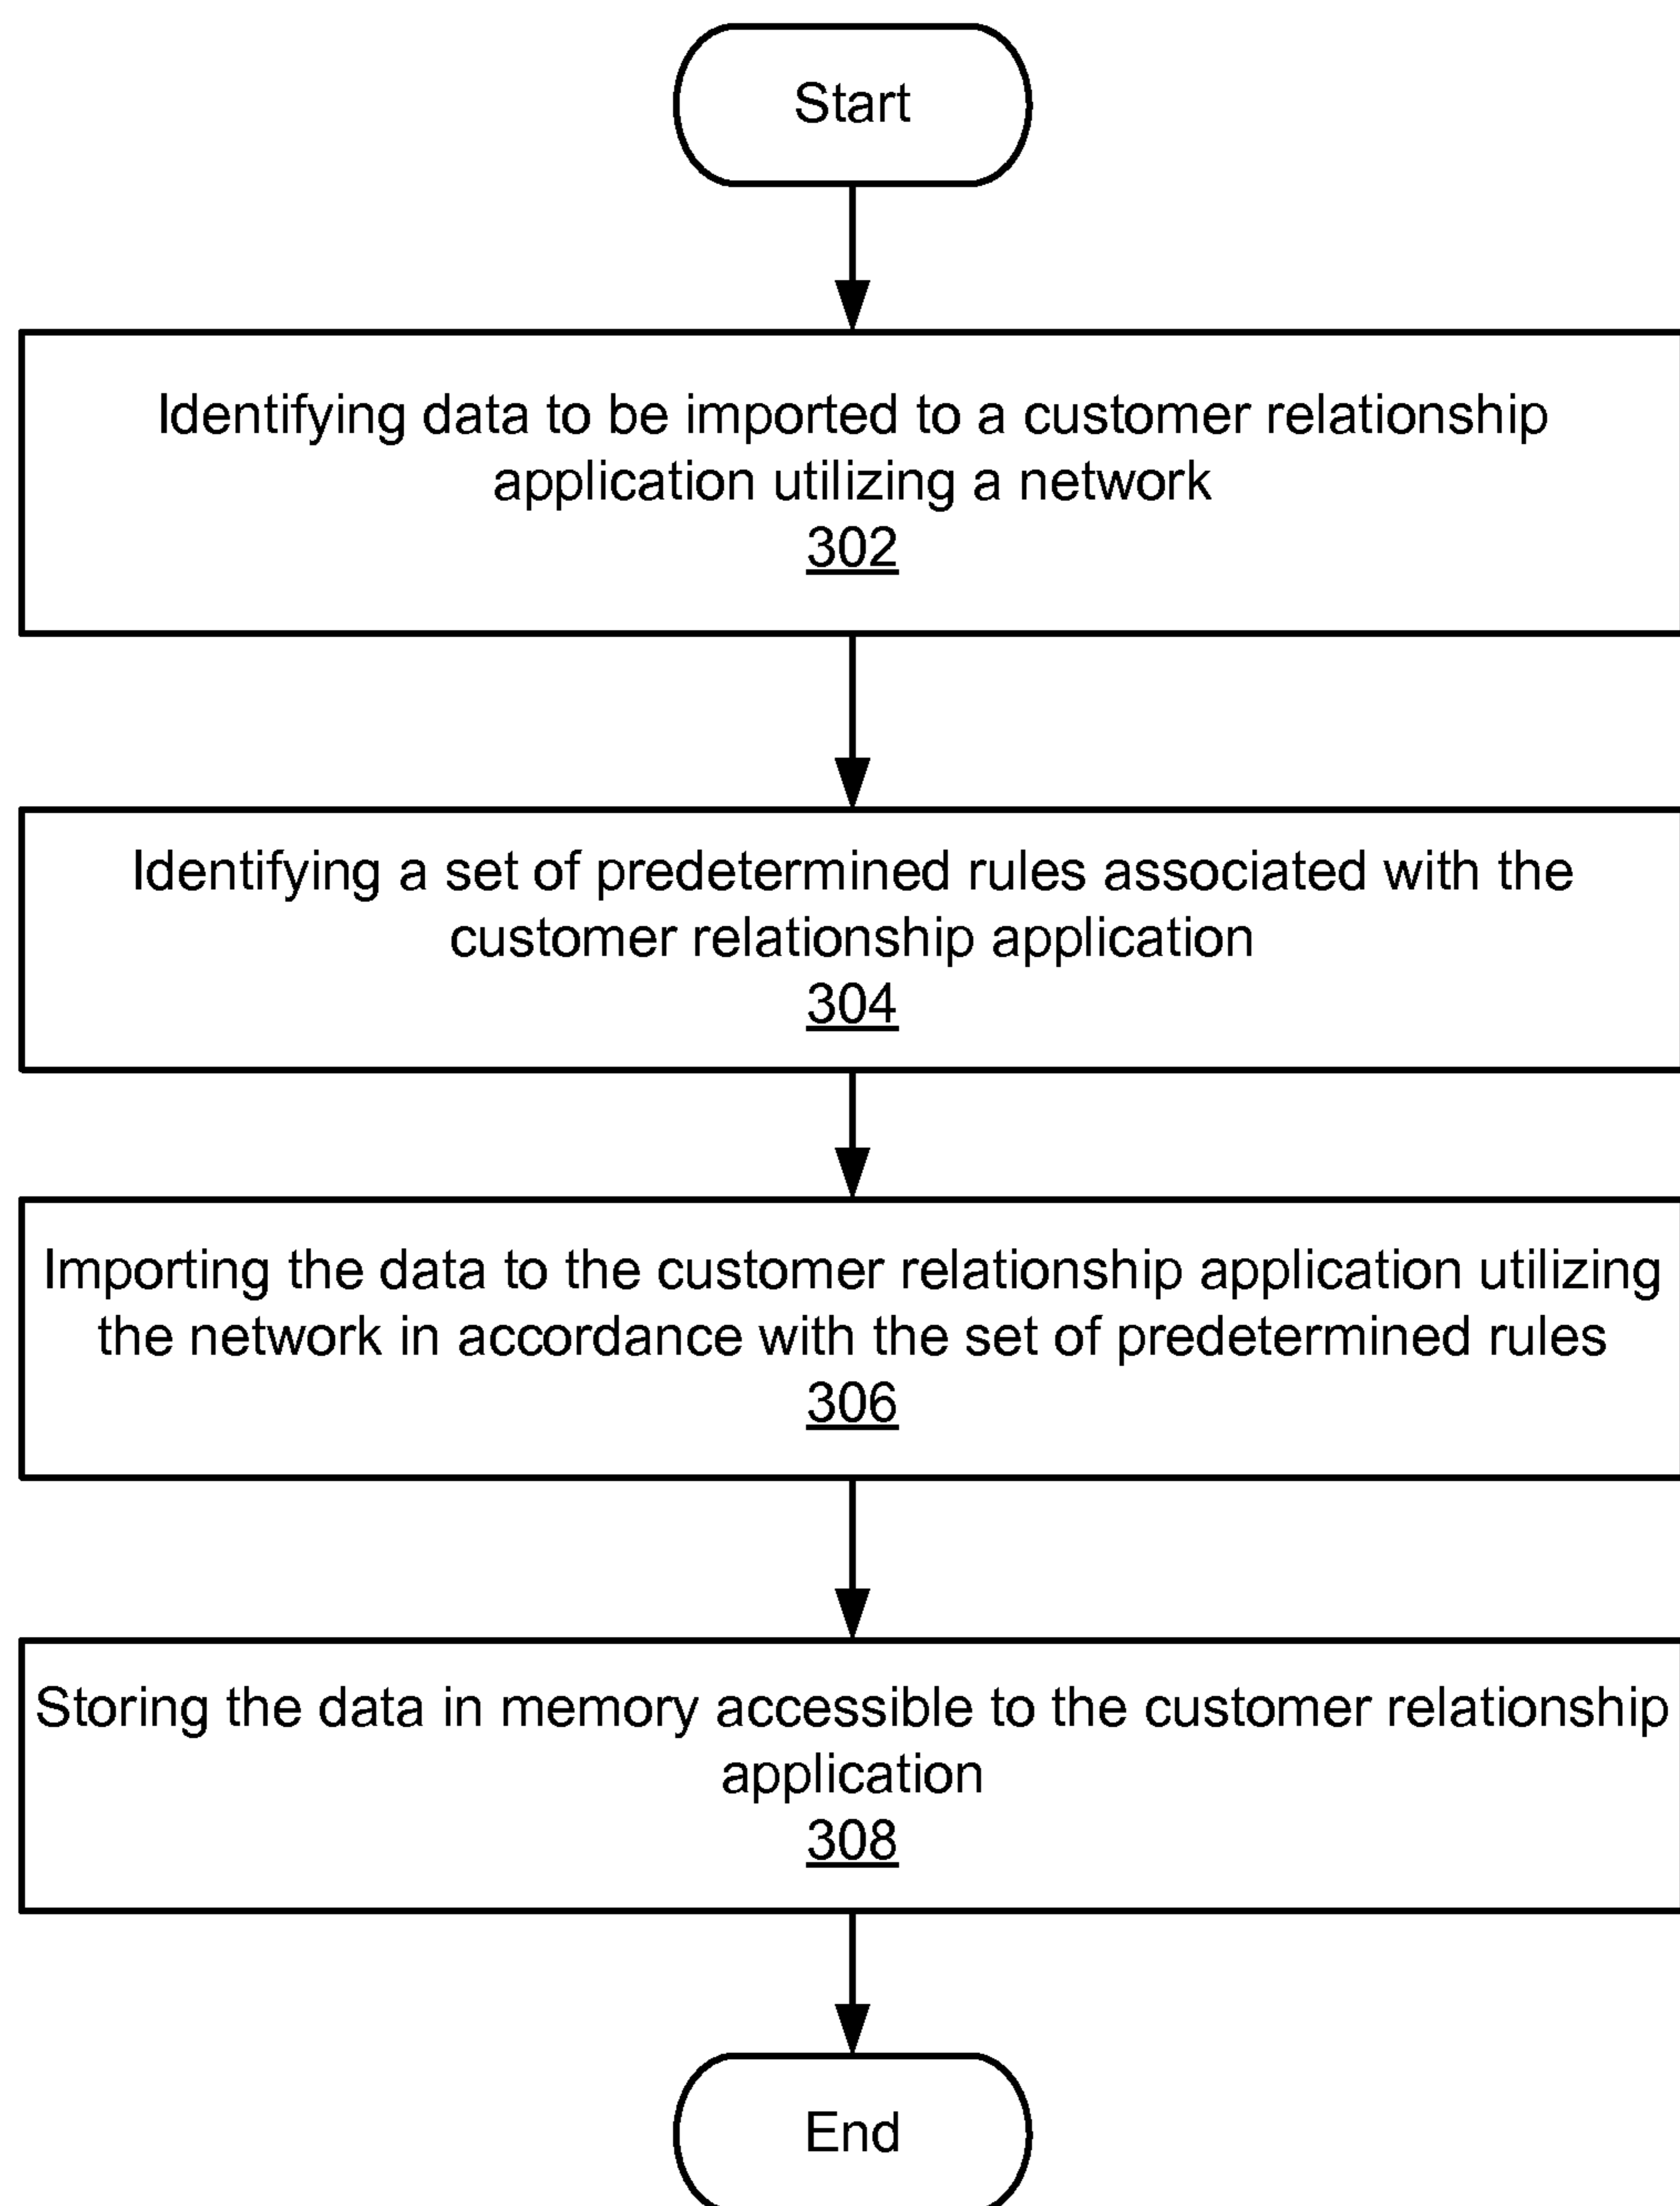 Start
Identifying data to be imported to a customer relationship
application utilizing a network
302
Identifying a set of predetermined rules associated with the
customer relationship application
304
Importing the data to the customer relationship application utilizing
the network in accordance with the set of predetermined rules
306
Storing the data in memory accessible to the customer relationship
application
308
End